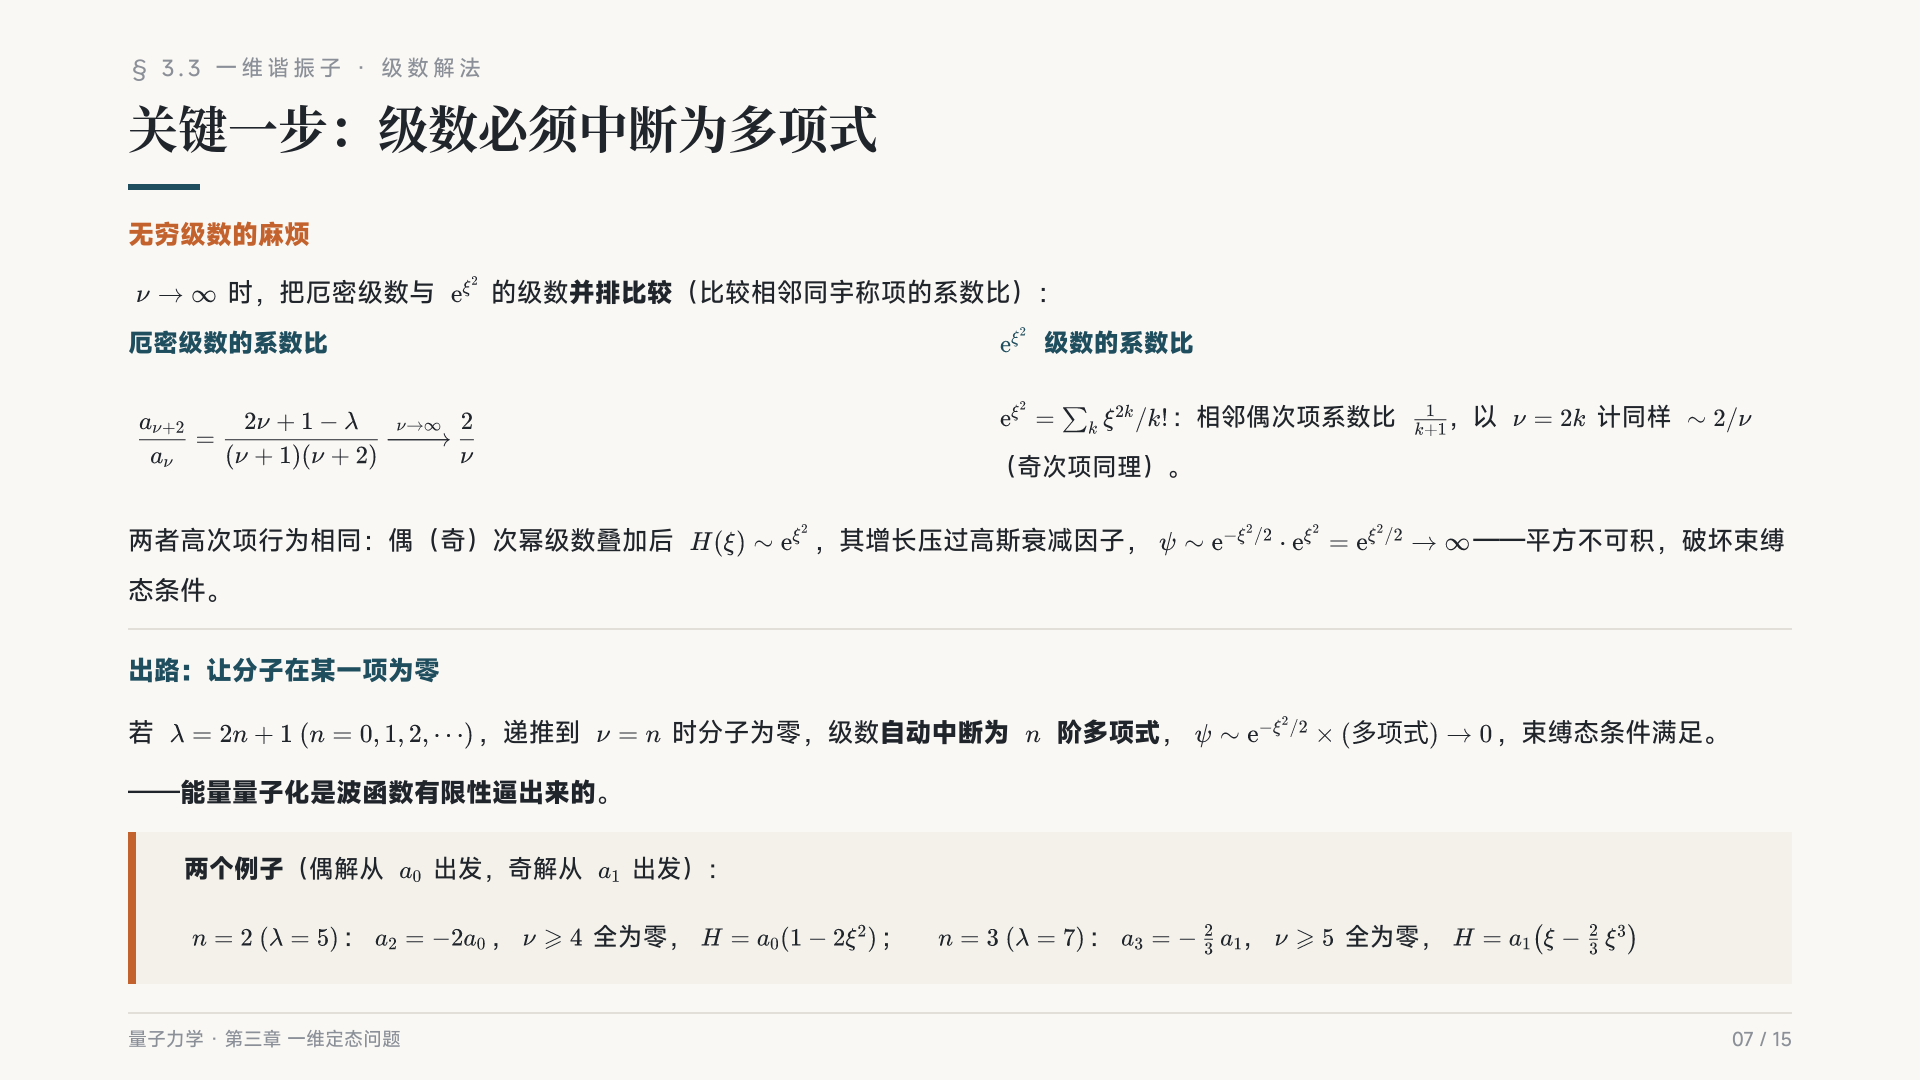 § 3.3 一维谐振子 · 级数解法
关键一步：级数必须中断为多项式
无穷级数的麻烦
ν → ∞ 时，把厄密级数与 e^{ξ²} 的级数并排比较（比较相邻同宇称项的系数比）：
厄密级数的系数比
a_{ν+2}/a_ν = (2ν + 1 − λ)/((ν + 1)(ν + 2)) \xrightarrow{ν→∞} 2/ν
e^{ξ²} 级数的系数比
e^{ξ²} = ∑_k ξ^{2k}/k!：相邻偶次项系数比 1/(k+1)，以 ν = 2k 计同样 ∼ 2/ν
（奇次项同理）。
两者高次项行为相同：偶（奇）次幂级数叠加后 H(ξ) ∼ e^{ξ²}，其增长压过高斯衰减因子，ψ ∼ e^{−ξ²/2} · e^{ξ²} = e^{ξ²/2} → ∞——平方不可积，破坏束缚
态条件。
出路：让分子在某一项为零
若 λ = 2n + 1 (n = 0, 1, 2, ⋯)，递推到 ν = n 时分子为零，级数自动中断为 n 阶多项式，ψ ∼ e^{−ξ²/2} × (多项式) → 0，束缚态条件满足。
——能量量子化是波函数有限性逼出来的。
两个例子（偶解从 a₀ 出发，奇解从 a₁ 出发）：
n = 2 (λ = 5)：a₂ = −2a₀，ν ⩾ 4 全为零，H = a₀(1 − 2ξ²)； n = 3 (λ = 7)：a₃ = −2/3 a₁，ν ⩾ 5 全为零，H = a₁(ξ − 2/3 ξ³)
量子力学 · 第三章 一维定态问题
07 / 15